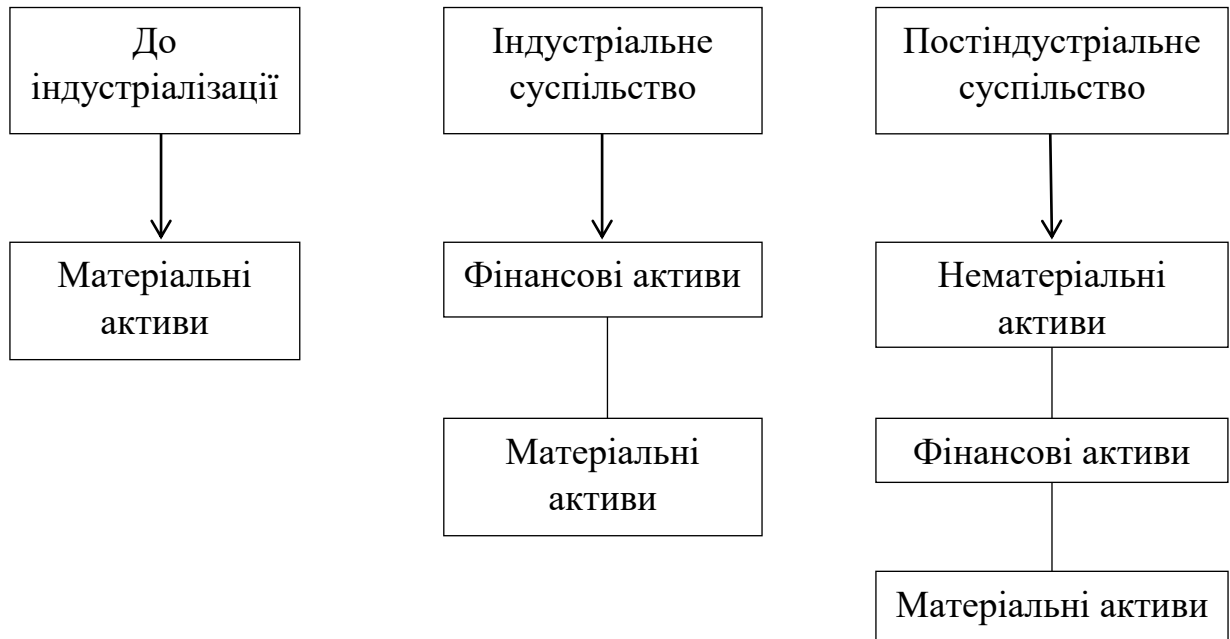 До
індустріалізації
Індустріальне
суспільство
Постіндустріальне
суспільство
Матеріальні
активи
Фінансові активи
Нематеріальні
активи
Матеріальні
активи
Фінансові активи
Матеріальні активи